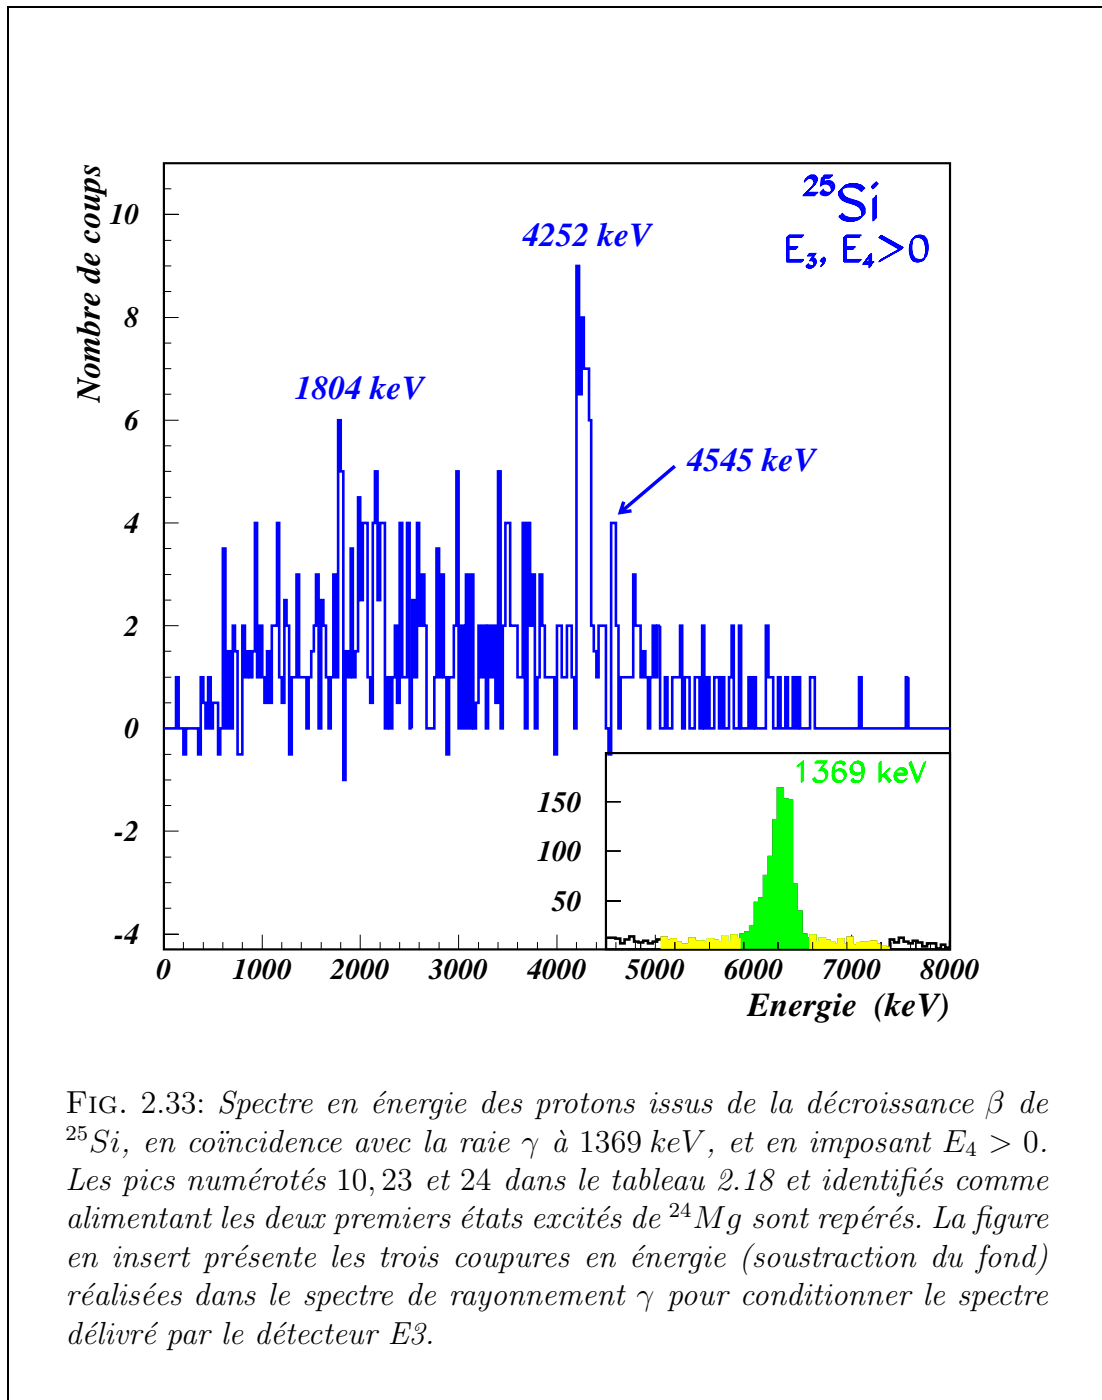 Nombre de coups
10
8
6
4
2
0
-2
-4
²⁵Si
E₃, E₄>0
4252 keV
1804 keV
4545 keV
1369 keV
150
100
50
0 1000 2000 3000 4000 5000 6000 7000 8000
Energie (keV)
FIG. 2.33: Spectre en énergie des protons issus de la décroissance β de
²⁵Si, en coïncidence avec la raie γ à 1369 keV, et en imposant E₄ > 0.
Les pics numérotés 10, 23 et 24 dans le tableau 2.18 et identifiés comme
alimentant les deux premiers états excités de ²⁴Mg sont repérés. La figure
en insert présente les trois coupures en énergie (soustraction du fond)
réalisées dans le spectre de rayonnement γ pour conditionner le spectre
délivré par le détecteur E3.